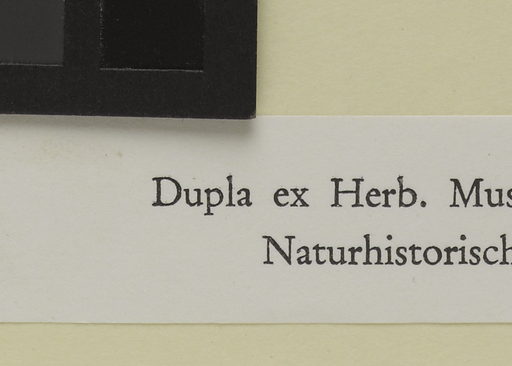 Dupla ex Herb. Mus
Naturhistorisch